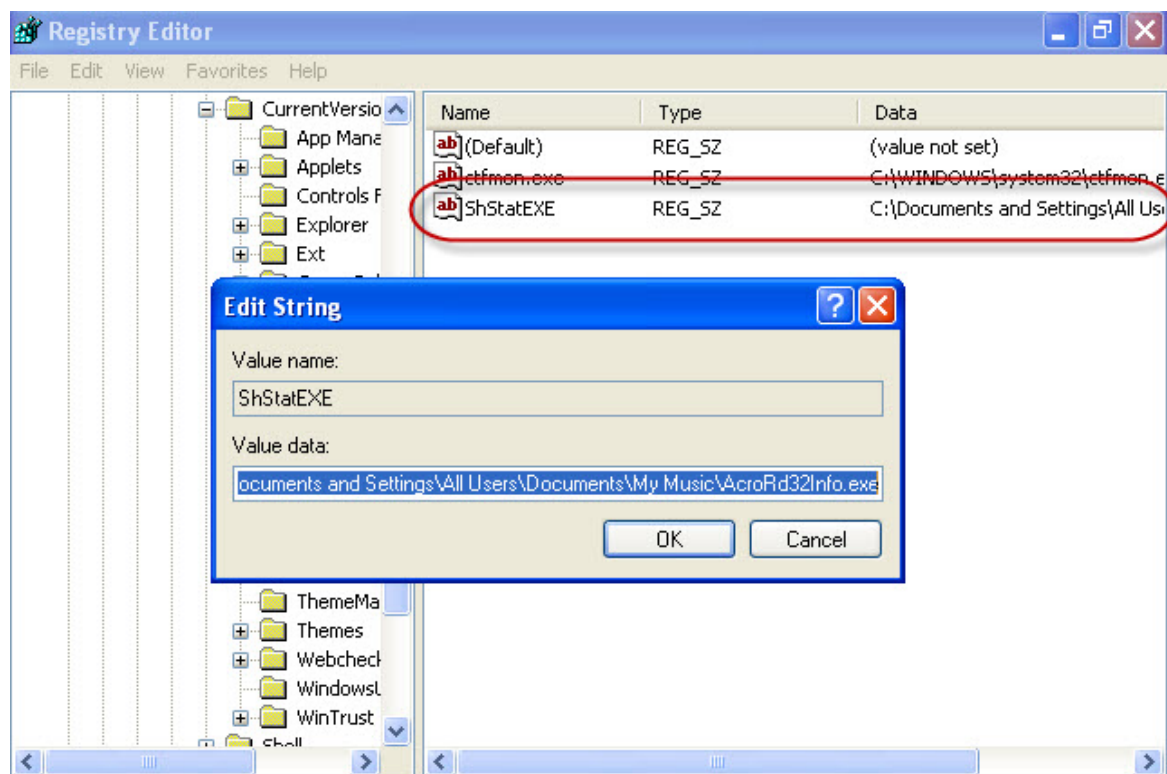 Registry Editor
File Edit View Favorites Help
CurrentVersio
App Mana
Applets
Controls F
Explorer
Ext
ThemeMa
Themes
Webcheck
WindowsU
WinTrust
Shell
Name Type Data
(Default) REG_SZ (value not set)
ctfmon.exe REG_SZ C:\WINDOWS\system32\ctfmon.e
ShStatEXE REG_SZ C:\Documents and Settings\All Us
Edit String
Value name:
ShStatEXE
Value data:
ocuments and Settings\All Users\Documents\My Music\AcroRd32Info.exe
OK Cancel